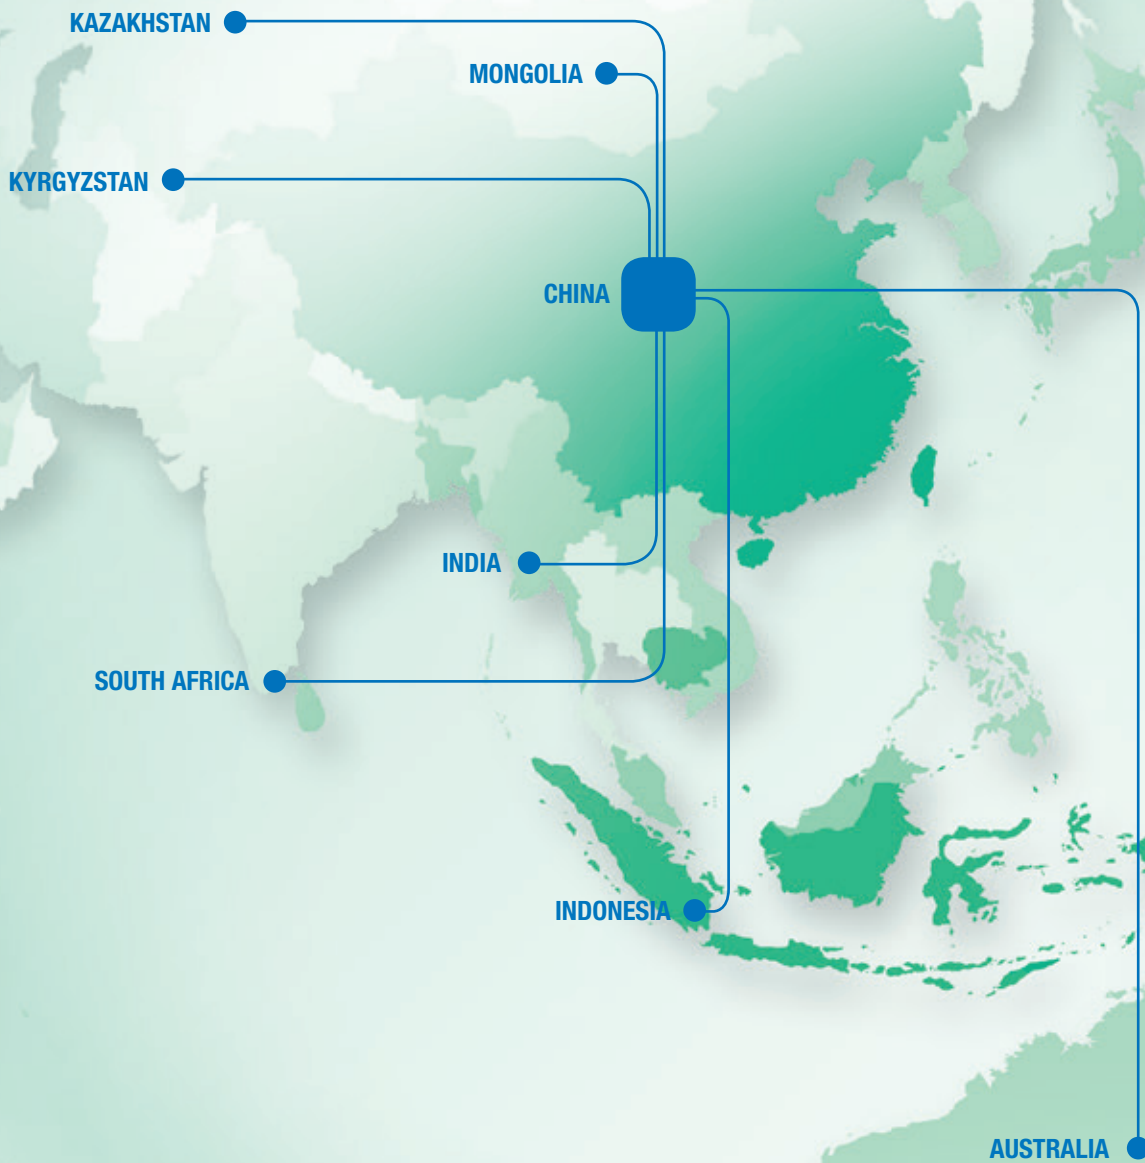 KAZAKHSTAN
MONGOLIA
KYRGYZSTAN
CHINA
INDIA
SOUTH AFRICA
INDONESIA
AUSTRALIA